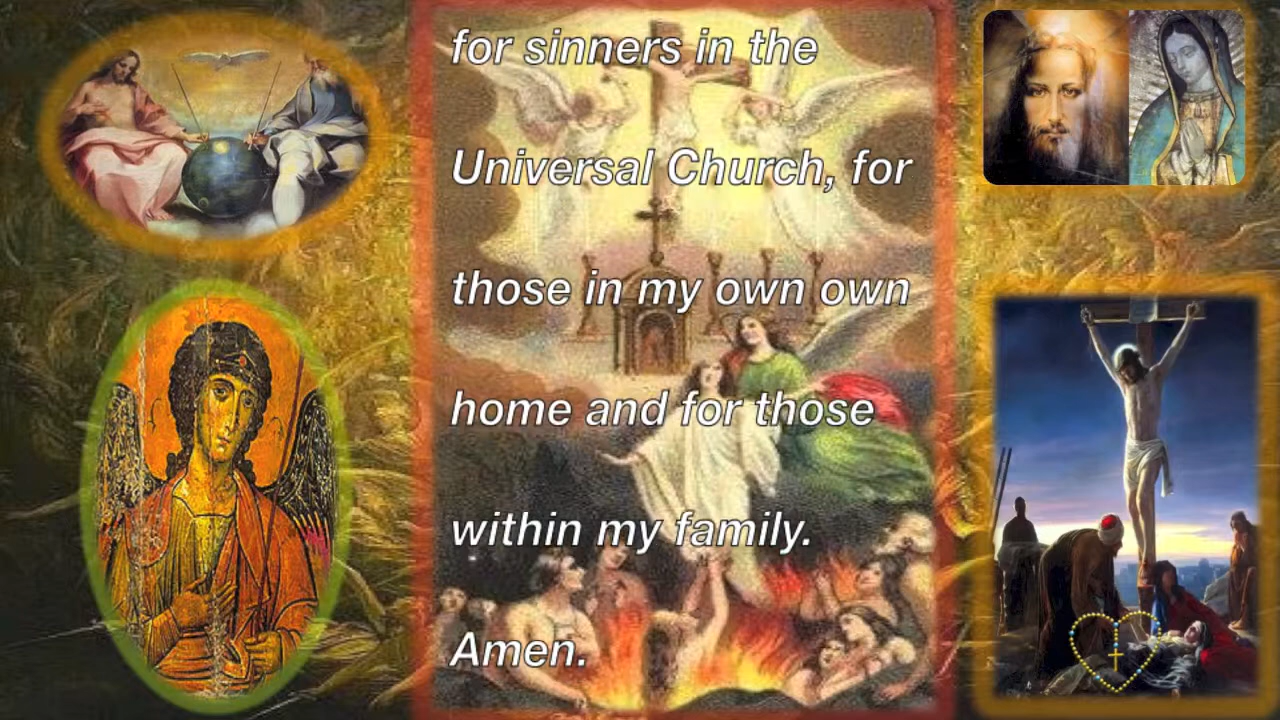 for sinners in the
Universal Church, for
those in my own own
home and for those
within my family.
Amen.